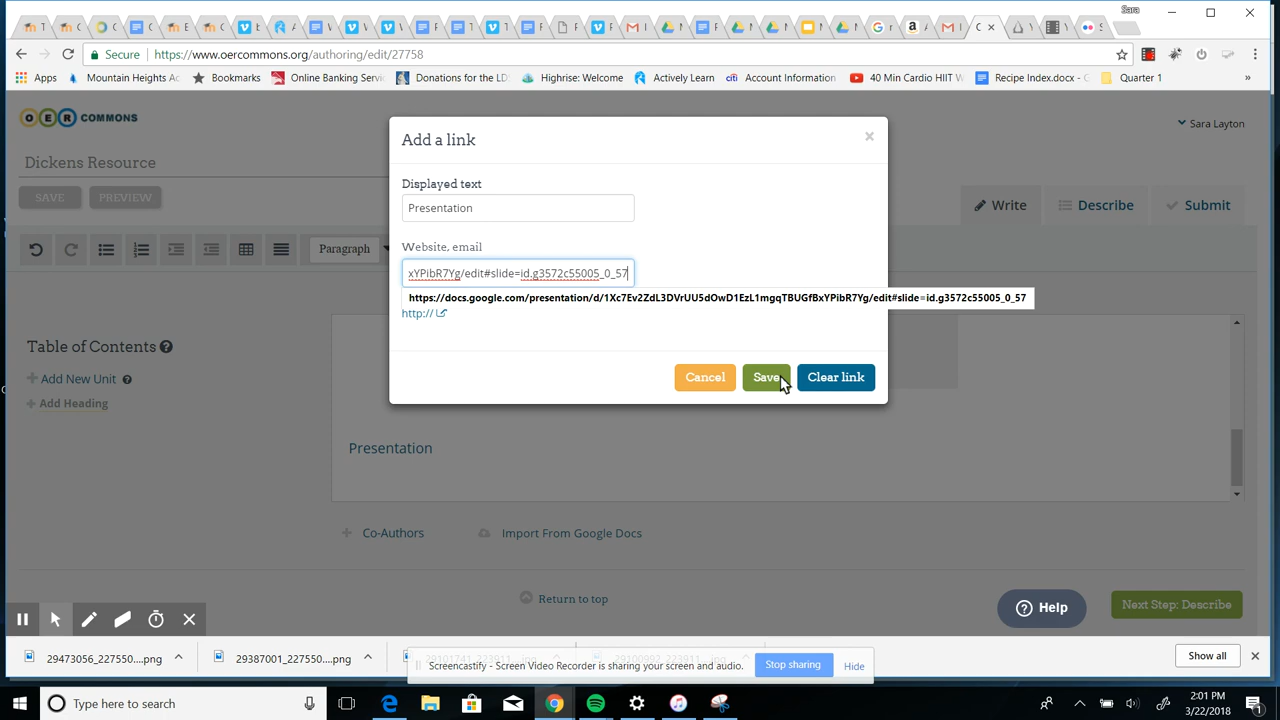 Sara
Secure
https://www.oercommons.org/authoring/edit/27758
Apps
Mountain Heights Ac
Bookmarks
Online Banking Servic
Donations for the LD
Highrise: Welcome
Actively Learn
citi
Account Information
40 Min Cardio HIIT W
Recipe Index.docx - G
Quarter 1
»
OER COMMONS
Sara Layton
Dickens Resource
SAVE
PREVIEW
Write
Describe
Submit
Paragraph
Add a link
Displayed text
Presentation
Website, email
xYPibR7Yg/edit#slide=id.g3572c55005_0_57
https://docs.google.com/presentation/d/1Xc7Ev2ZdL3DVrUU5dOwD1EzL1mgqTBUGfBxYPibR7Yg/edit#slide=id.g3572c55005_0_57
http://
Cancel
Save
Clear link
Table of Contents
Add New Unit
Add Heading
Presentation
Co-Authors
Import From Google Docs
Return to top
Help
Next Step: Describe
29473056_227550....png
29387001_227550....png
Show all
Screencastify - Screen Video Recorder is sharing your screen and audio.
Stop sharing
Hide
Type here to search
2:01 PM
3/22/2018